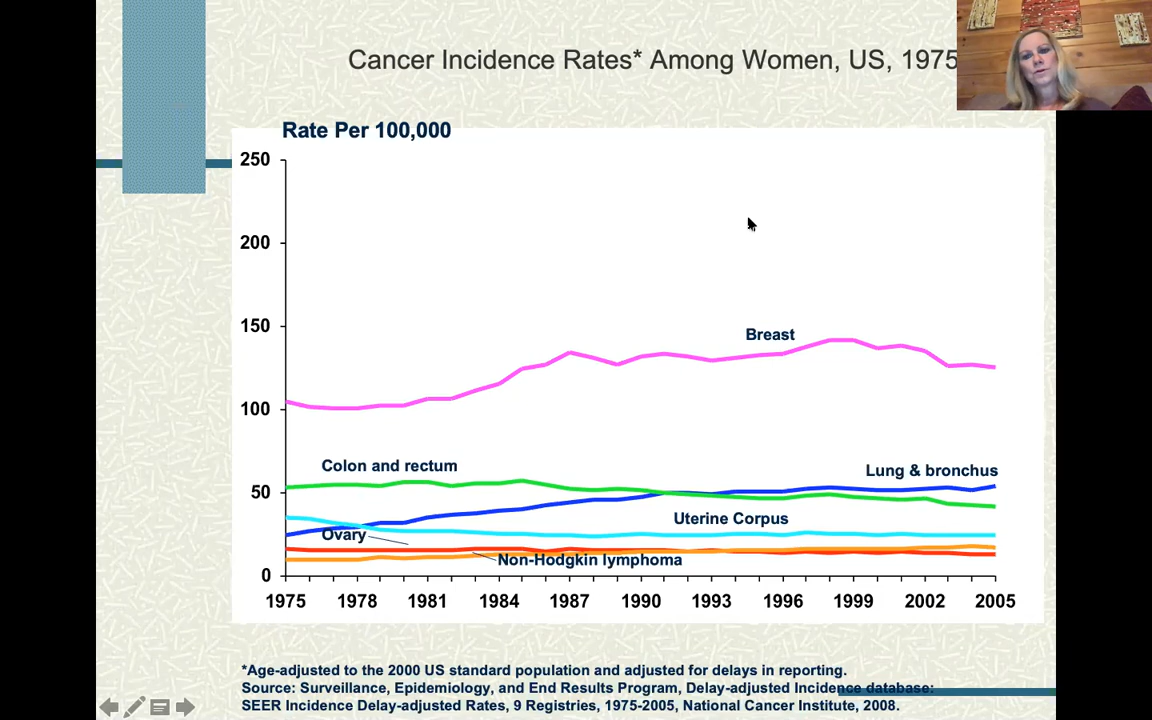 Cancer Incidence Rates* Among Women, US, 1975
Rate Per 100,000
250
200
150
100
50
0
Breast
Colon and rectum
Lung & bronchus
Uterine Corpus
Ovary
Non-Hodgkin lymphoma
1975 1978 1981 1984 1987 1990 1993 1996 1999 2002 2005
*Age-adjusted to the 2000 US standard population and adjusted for delays in reporting.
Source: Surveillance, Epidemiology, and End Results Program, Delay-adjusted Incidence database:
SEER Incidence Delay-adjusted Rates, 9 Registries, 1975-2005, National Cancer Institute, 2008.